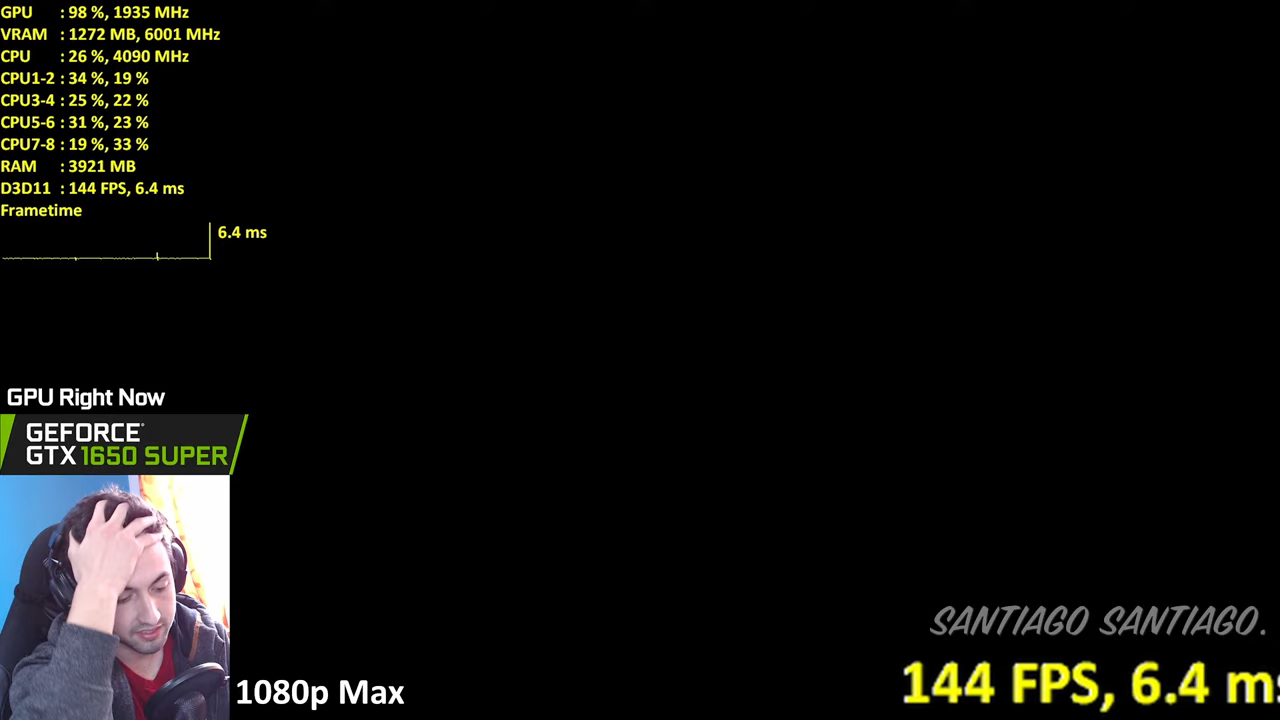 GPU : 98 %, 1935 MHz
VRAM : 1272 MB, 6001 MHz
CPU : 26 %, 4090 MHz
CPU1-2 : 34 %, 19 %
CPU3-4 : 25 %, 22 %
CPU5-6 : 31 %, 23 %
CPU7-8 : 19 %, 33 %
RAM : 3921 MB
D3D11 : 144 FPS, 6.4 ms
Frametime
6.4 ms
GPU Right Now
GEFORCE®
GTX 1650 SUPER
1080p Max
SANTIAGO SANTIAGO.
144 FPS, 6.4 ms